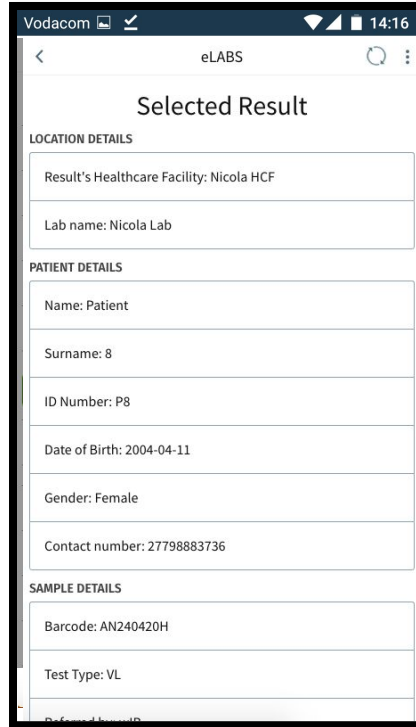 Vodacom
14:16
eLABS
Selected Result
LOCATION DETAILS
Result's Healthcare Facility: Nicola HCF
Lab name: Nicola Lab
PATIENT DETAILS
Name: Patient
Surname: 8
ID Number: P8
Date of Birth: 2004-04-11
Gender: Female
Contact number: 27798883736
SAMPLE DETAILS
Barcode: AN240420H
Test Type: VL